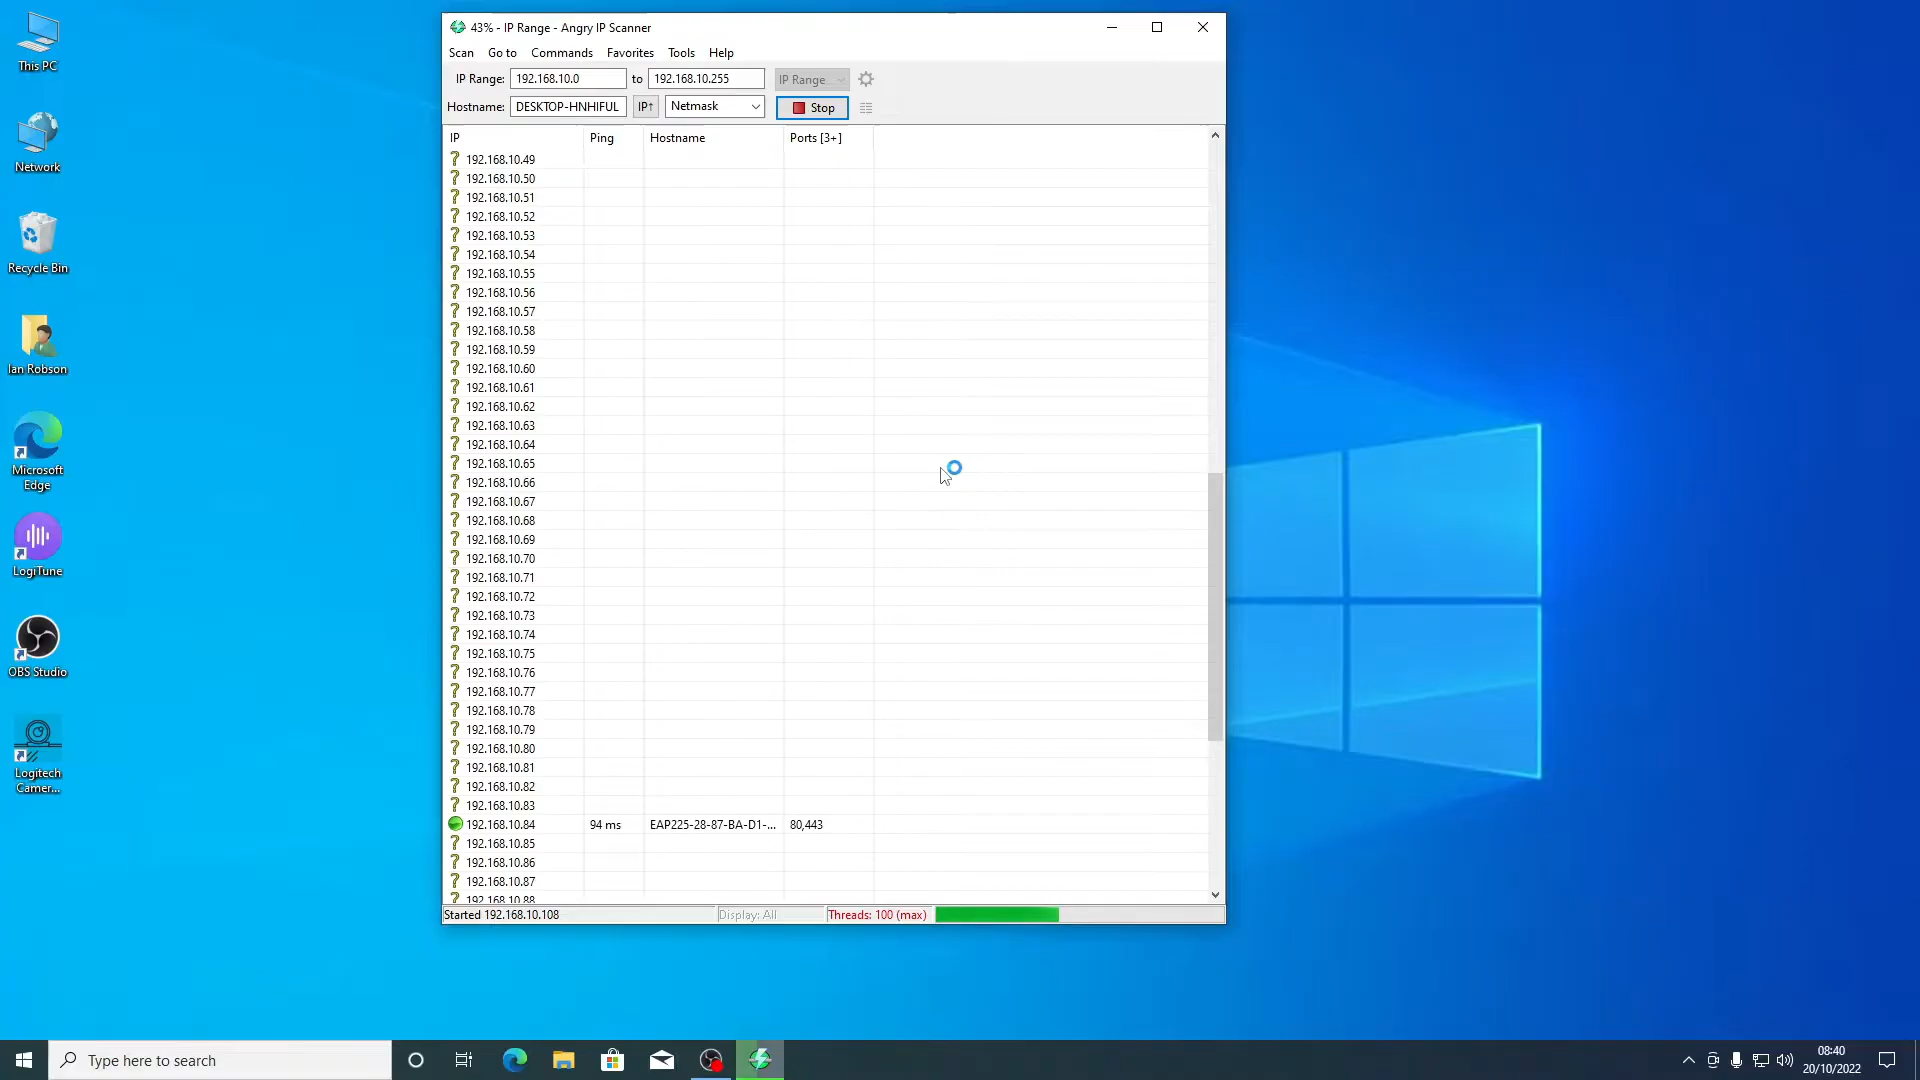 This PC
Network
Recycle Bin
Ian Robson
Microsoft
Edge
LogiTune
OBS Studio
Logitech
Camer...
43% - IP Range - Angry IP Scanner
Scan Go to Commands Favorites Tools Help
IP Range: 192.168.10.0 to 192.168.10.255 IP Range
Hostname: DESKTOP-HNHIFUL IP↑ Netmask Stop
IP Ping Hostname Ports [3+]
192.168.10.49
192.168.10.50
192.168.10.51
192.168.10.52
192.168.10.53
192.168.10.54
192.168.10.55
192.168.10.56
192.168.10.57
192.168.10.58
192.168.10.59
192.168.10.60
192.168.10.61
192.168.10.62
192.168.10.63
192.168.10.64
192.168.10.65
192.168.10.66
192.168.10.67
192.168.10.68
192.168.10.69
192.168.10.70
192.168.10.71
192.168.10.72
192.168.10.73
192.168.10.74
192.168.10.75
192.168.10.76
192.168.10.77
192.168.10.78
192.168.10.79
192.168.10.80
192.168.10.81
192.168.10.82
192.168.10.83
192.168.10.84 94 ms EAP225-28-87-BA-D1-... 80,443
192.168.10.85
192.168.10.86
192.168.10.87
192.168.10.88
Started 192.168.10.108 Display: All Threads: 100 (max)
Type here to search
08:40
20/10/2022